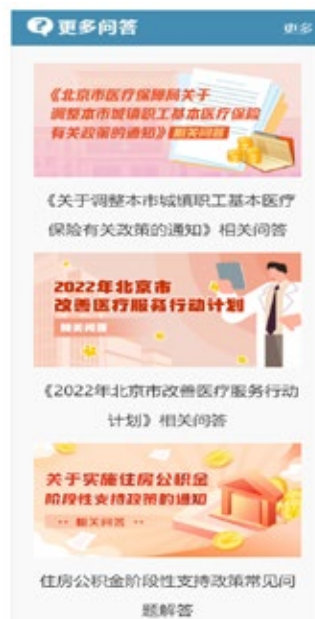 更多问答
更多
《北京市医疗保障局关于
调整本市城镇职工基本医疗保险
有关政策的通知》相关问答
《关于调整本市城镇职工基本医疗
保险有关政策的通知》相关问答
2022年北京市
改善医疗服务行动计划
相关问答
《2022年北京市改善医疗服务行动
计划》相关问答
关于实施住房公积金
阶段性支持政策的通知
相关问答
住房公积金阶段性支持政策常见问
题解答